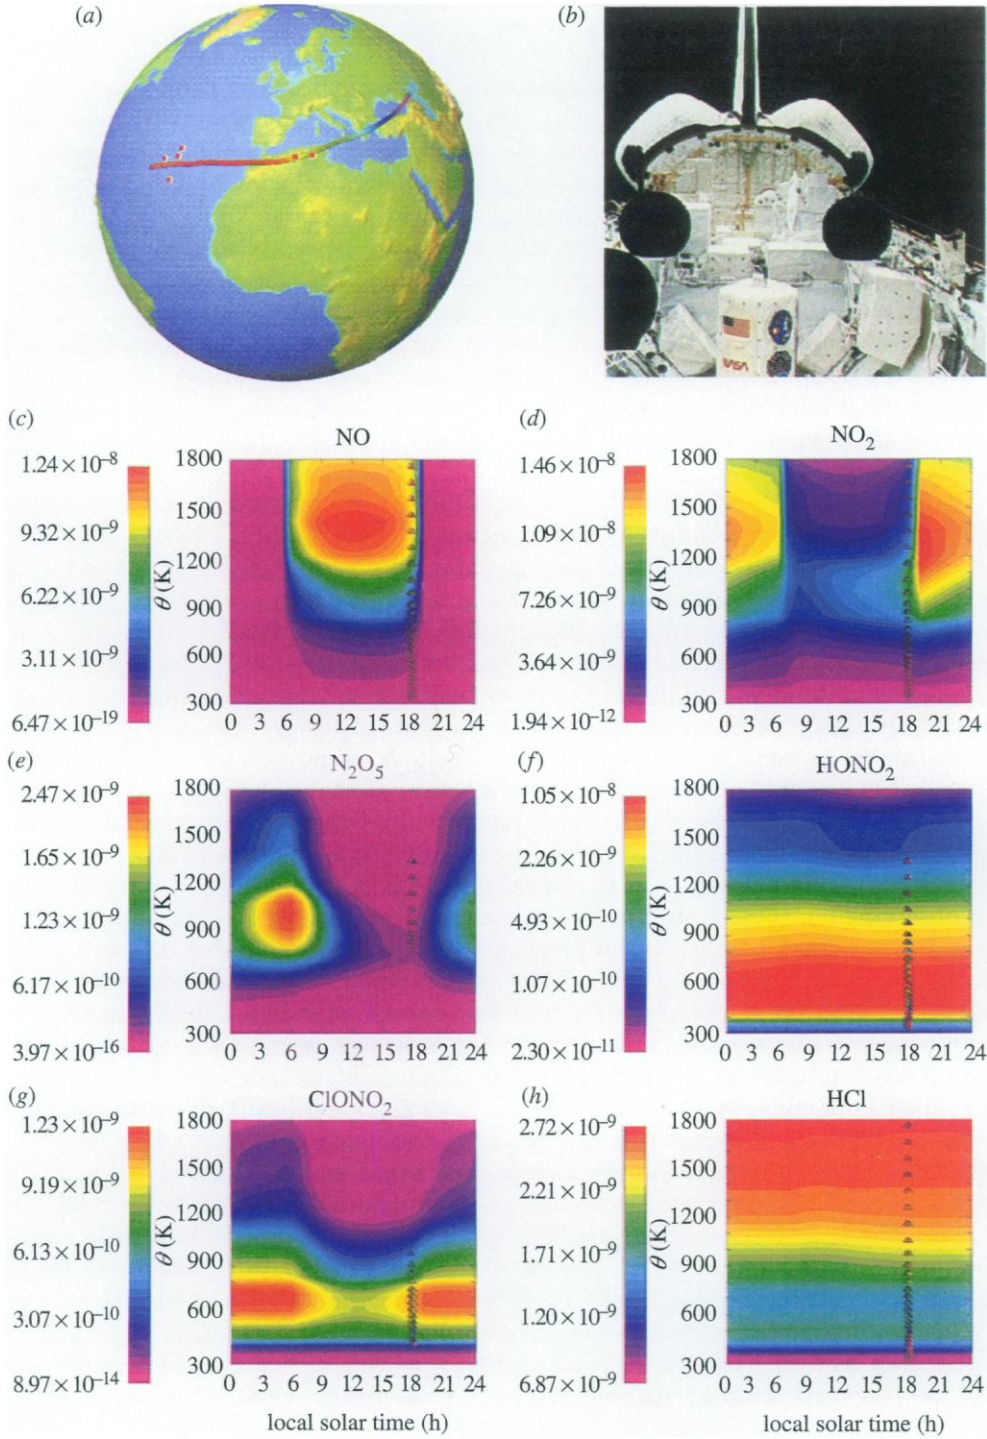 (a)
(b)
NASA
(c)
NO
1.24×10⁻⁸
9.32×10⁻⁹
6.22×10⁻⁹
3.11×10⁻⁹
6.47×10⁻¹⁹
θ (K)
1800
1500
1200
900
600
300
0 3 6 9 12 15 18 21 24
(d)
NO₂
1.46×10⁻⁸
1.09×10⁻⁸
7.26×10⁻⁹
3.64×10⁻⁹
1.94×10⁻¹²
θ (K)
1800
1500
1200
900
600
300
0 3 6 9 12 15 18 21 24
(e)
N₂O₅
2.47×10⁻⁹
1.65×10⁻⁹
1.23×10⁻⁹
6.17×10⁻¹⁰
3.97×10⁻¹⁶
θ (K)
1800
1500
1200
900
600
300
0 3 6 9 12 15 18 21 24
(f)
HONO₂
1.05×10⁻⁸
2.26×10⁻⁹
4.93×10⁻¹⁰
1.07×10⁻¹⁰
2.30×10⁻¹¹
θ (K)
1800
1500
1200
900
600
300
0 3 6 9 12 15 18 21 24
(g)
ClONO₂
1.23×10⁻⁹
9.19×10⁻⁹
6.13×10⁻¹⁰
3.07×10⁻¹⁰
8.97×10⁻¹⁴
θ (K)
1800
1500
1200
900
600
300
0 3 6 9 12 15 18 21 24
local solar time (h)
(h)
HCl
2.72×10⁻⁹
2.21×10⁻⁹
1.71×10⁻⁹
1.20×10⁻⁹
6.87×10⁻⁹
θ (K)
1800
1500
1200
900
600
300
0 3 6 9 12 15 18 21 24
local solar time (h)